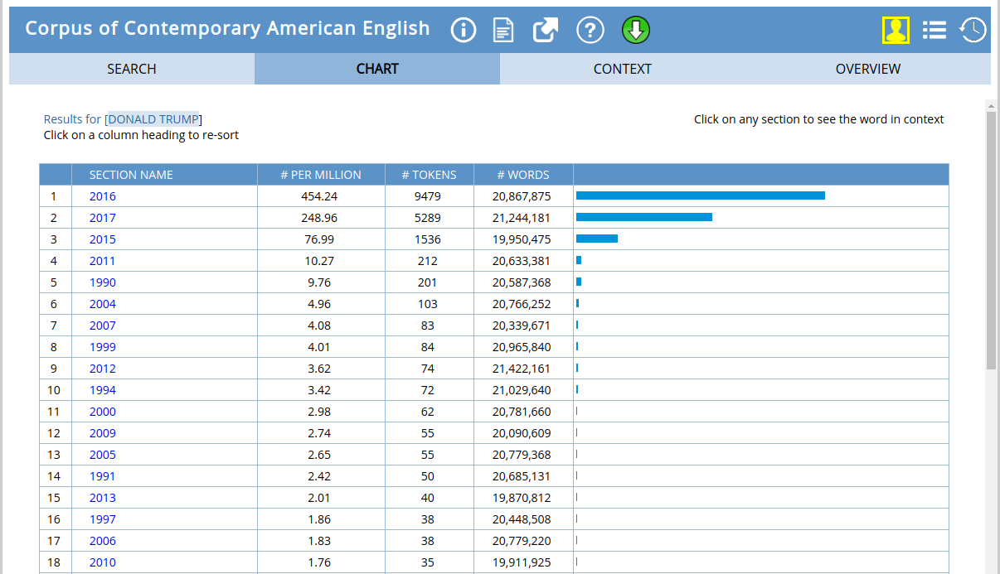 Corpus of Contemporary American English
SEARCH CHART CONTEXT OVERVIEW
Results for [DONALD TRUMP]
Click on a column heading to re-sort
Click on any section to see the word in context
SECTION NAME # PER MILLION # TOKENS # WORDS
1 2016 454.24 9479 20,867,875
2 2017 248.96 5289 21,244,181
3 2015 76.99 1536 19,950,475
4 2011 10.27 212 20,633,381
5 1990 9.76 201 20,587,368
6 2004 4.96 103 20,766,252
7 2007 4.08 83 20,339,671
8 1999 4.01 84 20,965,840
9 2012 3.62 74 21,422,161
10 1994 3.42 72 21,029,640
11 2000 2.98 62 20,781,660
12 2009 2.74 55 20,090,609
13 2005 2.65 55 20,779,368
14 1991 2.42 50 20,685,131
15 2013 2.01 40 19,870,812
16 1997 1.86 38 20,448,508
17 2006 1.83 38 20,779,220
18 2010 1.76 35 19,911,925